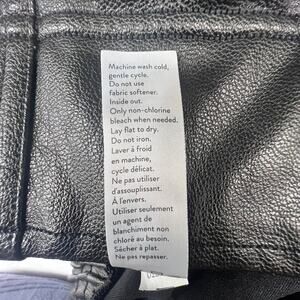 Machine wash cold,
gentle cycle.
Do not use
fabric softener.
Inside out.
Only non-chlorine
bleach when needed.
Lay flat to dry.
Do not iron.
Laver à froid
en machine,
cycle délicat.
Ne pas utiliser
d'assouplissant.
À l'envers.
Utiliser seulement
un agent de
blanchiment non
chloré au besoin.
Sécher à plat.
Ne pas repasser.